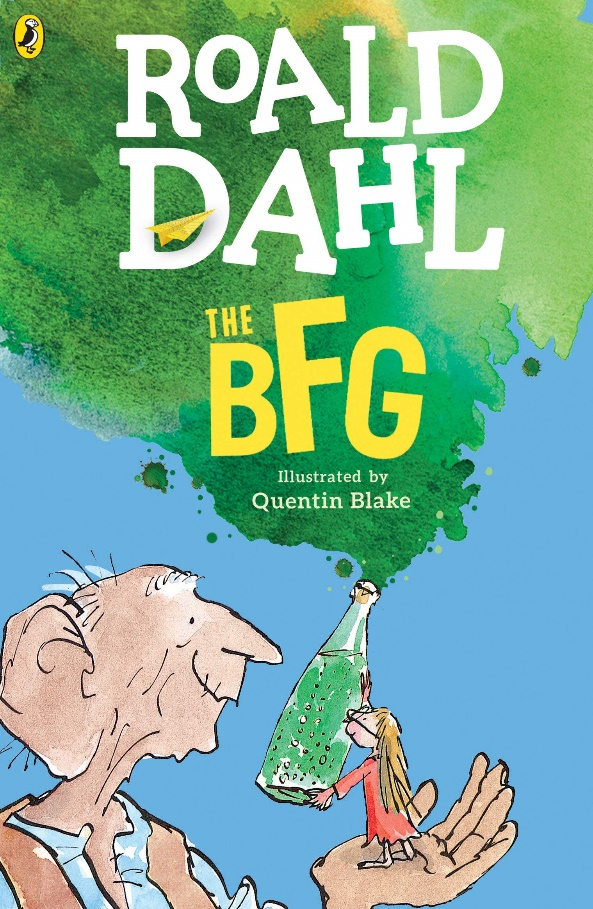 ROALD
DAHL
THE
BFG
Illustrated by
Quentin Blake